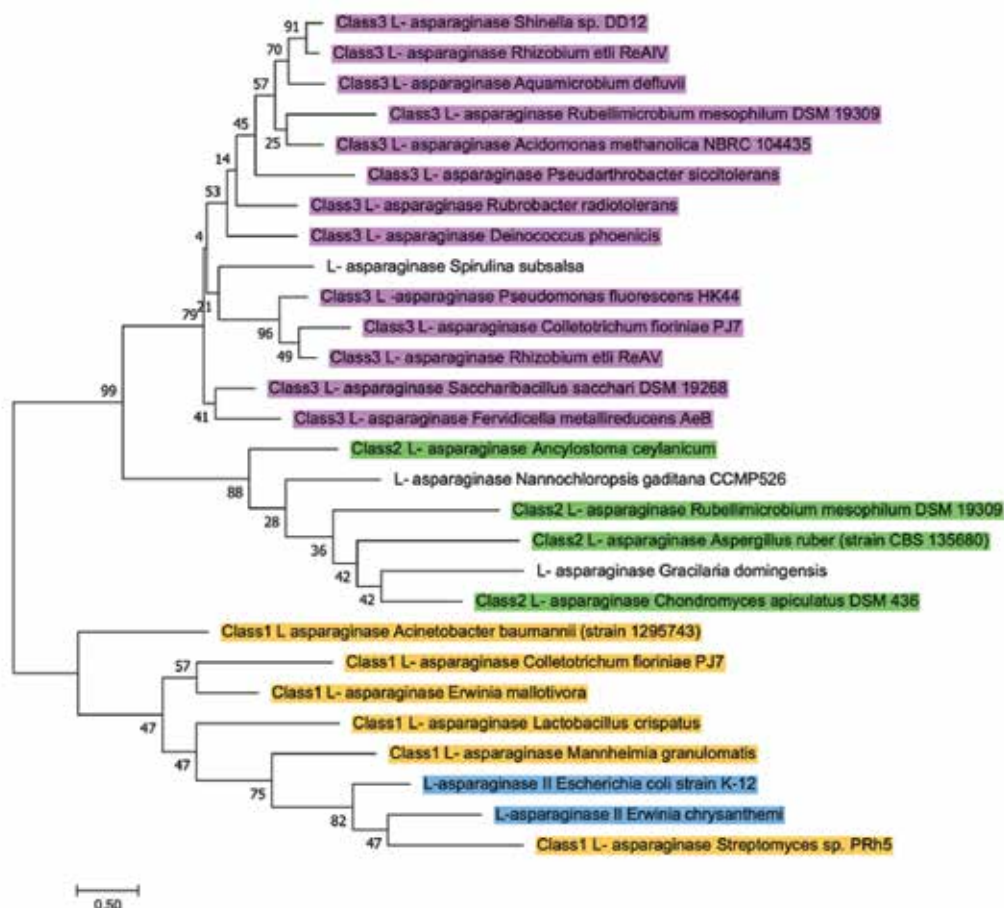 91
Class3 L- asparaginase Shinella sp. DD12
70
Class3 L- asparaginase Rhizobium etli ReAIV
57
Class3 L- asparaginase Aquamicrobium defluvii
45
Class3 L- asparaginase Rubellimicrobium mesophilum DSM 19309
25
Class3 L- asparaginase Acidomonas methanolica NBRC 104435
14
Class3 L- asparaginase Pseudarthrobacter siccitolerans
53
Class3 L- asparaginase Rubrobacter radiotolerans
4
Class3 L- asparaginase Deinococcus phoenicis
L- asparaginase Spirulina subsalsa
21
Class3 L -asparaginase Pseudomonas fluorescens HK44
79
96
Class3 L- asparaginase Colletotrichum fioriniae PJ7
49
Class3 L- asparaginase Rhizobium etli ReAV
99
Class3 L- asparaginase Saccharibacillus sacchari DSM 19268
41
Class3 L- asparaginase Fervidicella metallireducens AeB
Class2 L- asparaginase Ancylostoma ceylanicum
88
L- asparaginase Nannochloropsis gaditana CCMP526
28
Class2 L- asparaginase Rubellimicrobium mesophilum DSM 19309
36
Class2 L- asparaginase Aspergillus ruber (strain CBS 135680)
42
L- asparaginase Gracilaria domingensis
42
Class2 L- asparaginase Chondromyces apiculatus DSM 436
Class1 L asparaginase Acinetobacter baumannii (strain 1295743)
57
Class1 L- asparaginase Colletotrichum fioriniae PJ7
Class1 L- asparaginase Erwinia mallotivora
47
Class1 L- asparaginase Lactobacillus crispatus
47
Class1 L- asparaginase Mannheimia granulomatis
75
L-asparaginase II Escherichia coli strain K-12
82
L-asparaginase II Erwinia chrysanthemi
47
Class1 L- asparaginase Streptomyces sp. PRh5
0.50